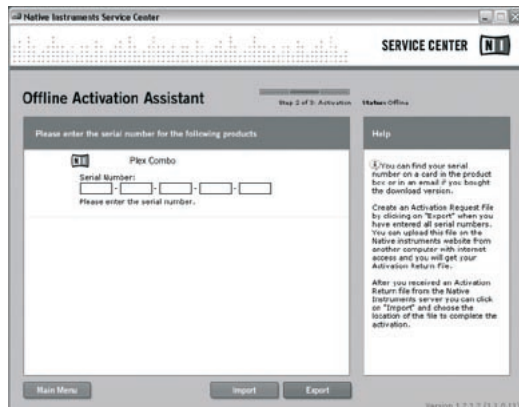 Native Instruments Service Center
SERVICE CENTER NI
Offline Activation Assistant
Step 2 of 3: Activation
Status: Offline
Please enter the serial number for the following products
NI Plex Combo
Serial Number:
- - - -
Please enter the serial number.
Help
You can find your serial
number on a card in the product
box or in an email if you bought
the download version.
Create an Activation Request File
by clicking on "Export" when you
have entered all serial numbers.
You can upload this file on the
Native instruments website from
another computer with internet
access and you will get your
Activation Return File.
After you received an Activation
Return file from the Native
Instruments server you can click
on "Import" and choose the
location of the file to complete the
activation.
Main Menu
Import
Export
Version